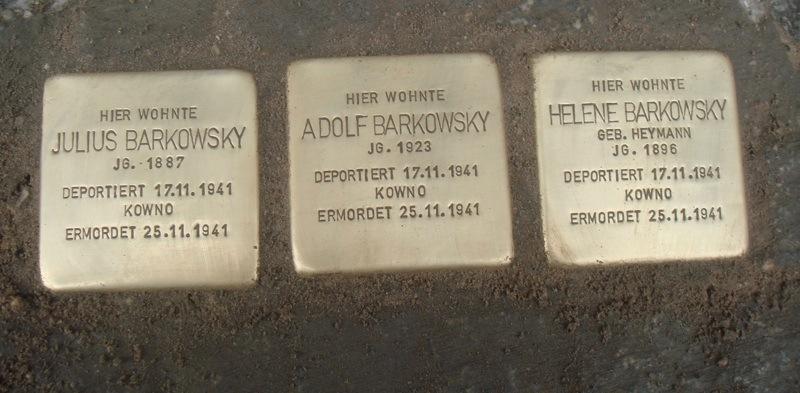 HIER WOHNTE
JULIUS BARKOWSKY
JG. 1887
DEPORTIERT 17.11.1941
KOWNO
ERMORDET 25.11.1941
HIER WOHNTE
ADOLF BARKOWSKY
JG. 1923
DEPORTIERT 17.11.1941
KOWNO
ERMORDET 25.11.1941
HIER WOHNTE
HELENE BARKOWSKY
GEB. HEYMANN
JG. 1896
DEPORTIERT 17.11.1941
KOWNO
ERMORDET 25.11.1941